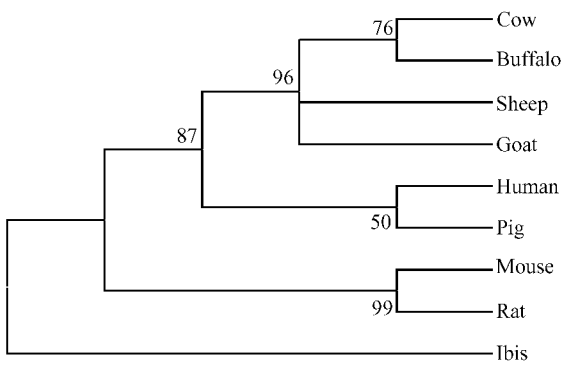 76 Cow
Buffalo
96
Sheep
87
Goat
Human
50 Pig
Mouse
99 Rat
Ibis